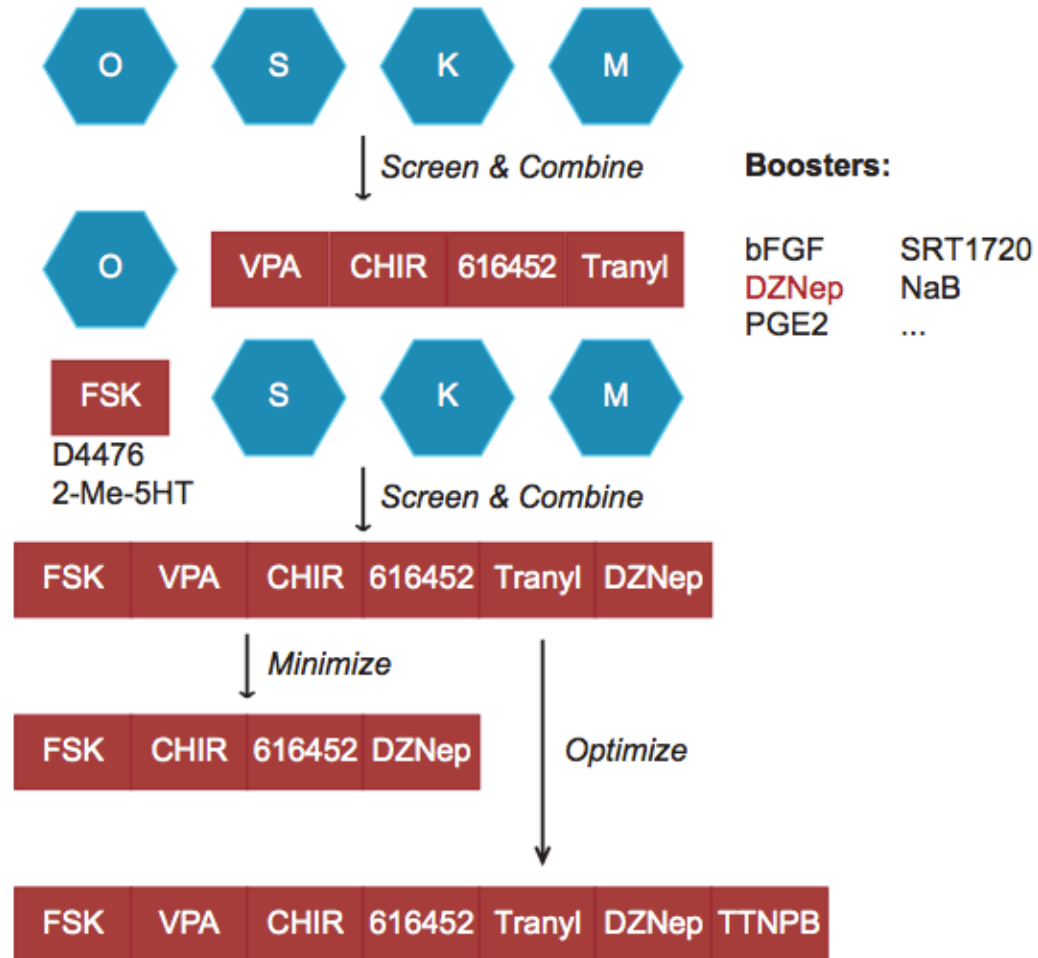 O S K M
Screen & Combine
Boosters:
O VPA CHIR 616452 Tranyl
bFGF SRT1720
DZNep NaB
PGE2 ...
FSK S K M
D4476
2-Me-5HT
Screen & Combine
FSK VPA CHIR 616452 Tranyl DZNep
Minimize
FSK CHIR 616452 DZNep
Optimize
FSK VPA CHIR 616452 Tranyl DZNep TTNPB